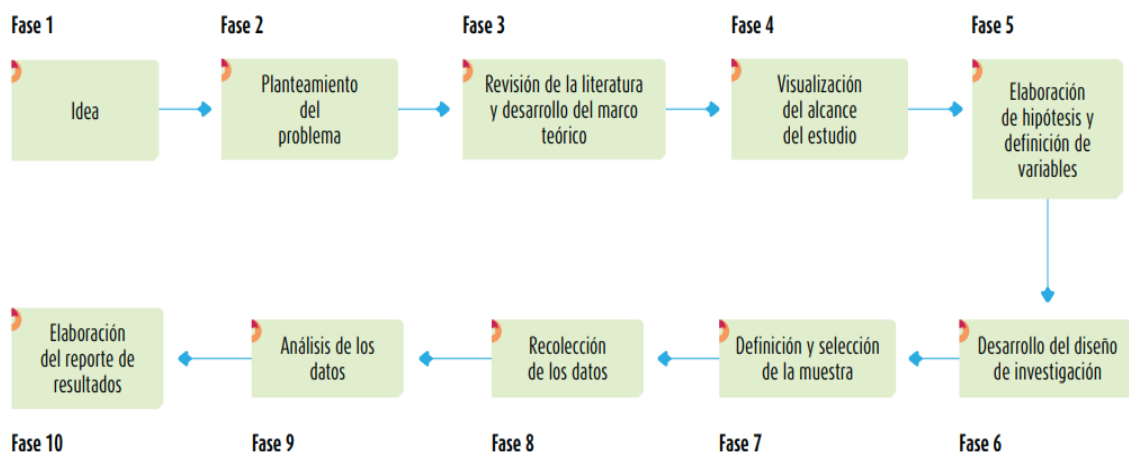 Fase 1
Fase 2
Fase 3
Fase 4
Fase 5
Idea
Planteamiento
del
problema
Revisión de la literatura
y desarrollo del marco
teórico
Visualización
del alcance
del estudio
Elaboración
de hipótesis y
definición de
variables
Elaboración
del reporte de
resultados
Análisis de los
datos
Recolección
de los datos
Definición y selección
de la muestra
Desarrollo del diseño
de investigación
Fase 10
Fase 9
Fase 8
Fase 7
Fase 6